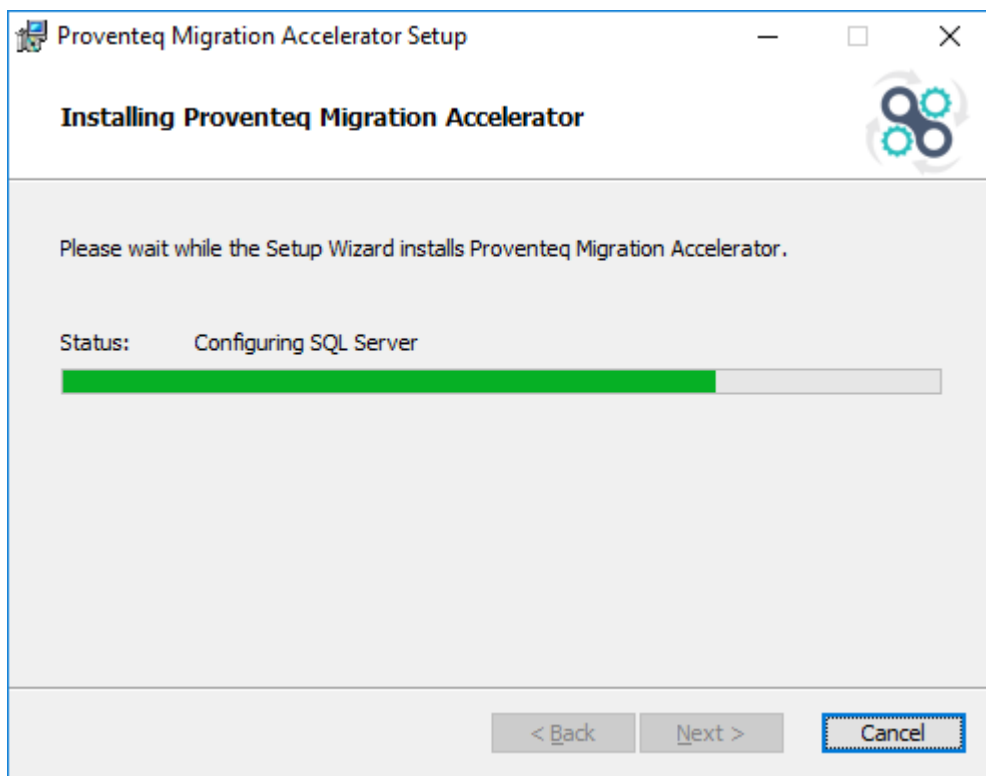 Proventeq Migration Accelerator Setup
Installing Proventeq Migration Accelerator
Please wait while the Setup Wizard installs Proventeq Migration Accelerator.
Status: Configuring SQL Server
< Back Next > Cancel